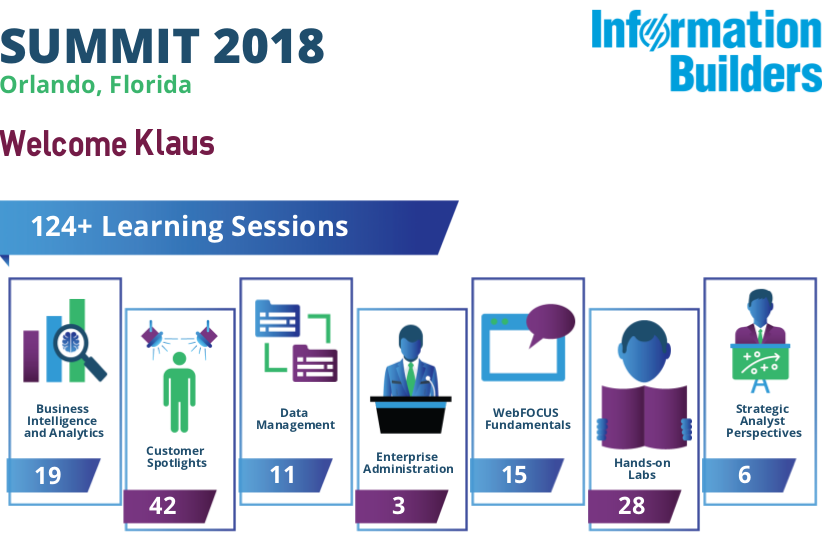 SUMMIT 2018
Orlando, Florida
Information
Builders
Welcome Klaus
124+ Learning Sessions
Business
Intelligence
and Analytics
19
Customer
Spotlights
42
Data
Management
11
Enterprise
Administration
3
WebFOCUS
Fundamentals
15
Hands-on
Labs
28
Strategic
Analyst
Perspectives
6